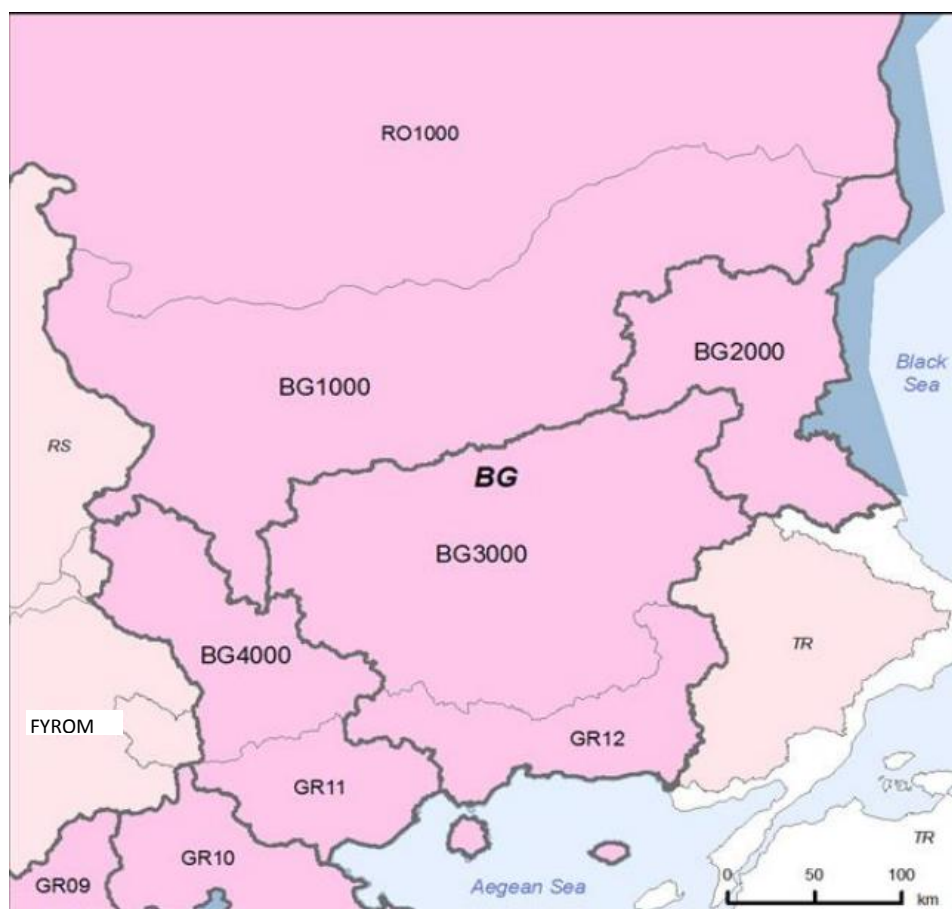 RO1000
BG2000
Black
Sea
BG1000
RS
BG
BG3000
TR
BG4000
FYROM
GR12
GR11
GR10
TR
GR09
Aegean Sea
0 50 100
km